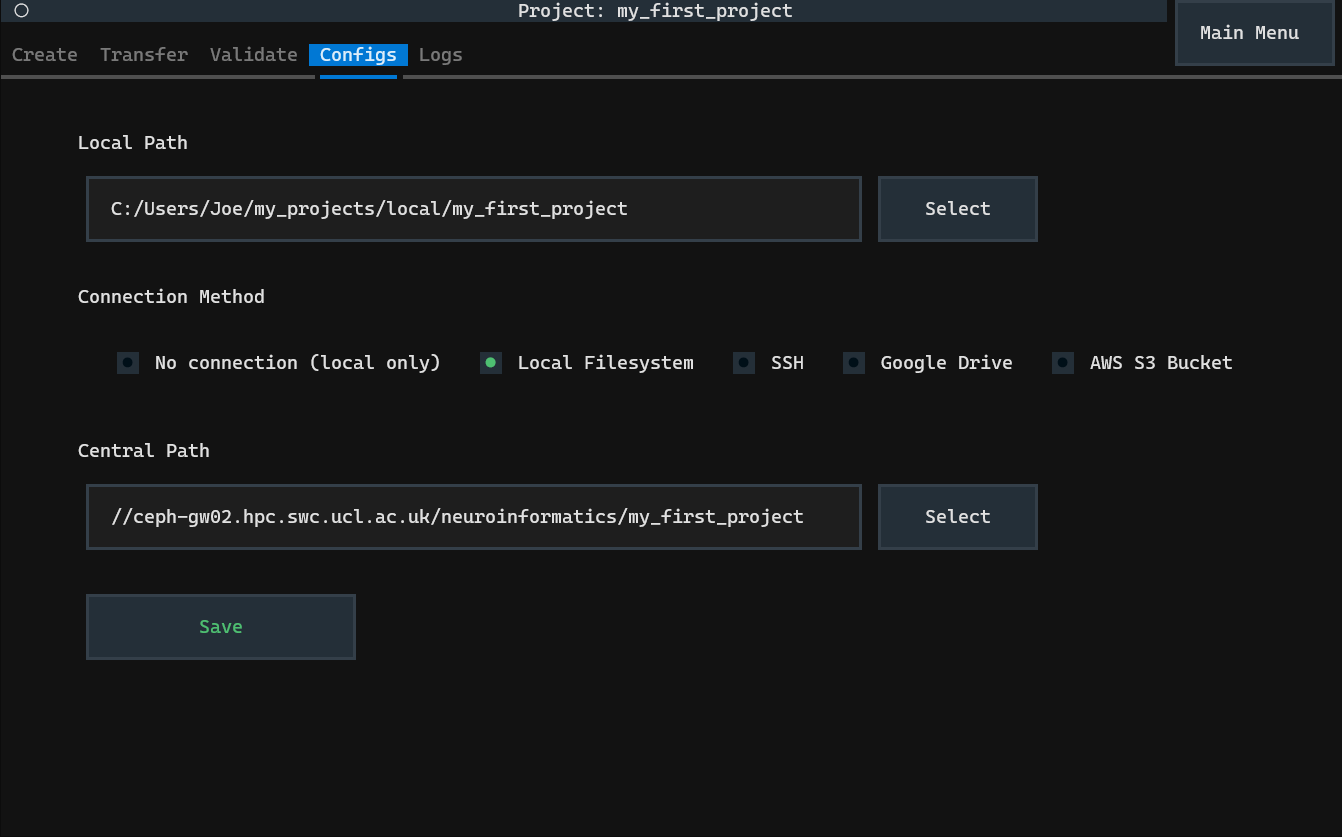 Project: my_first_project
Main Menu
Create Transfer Validate Configs Logs
Local Path
C:/Users/Joe/my_projects/local/my_first_project Select
Connection Method
No connection (local only) Local Filesystem SSH Google Drive AWS S3 Bucket
Central Path
//ceph-gw02.hpc.swc.ucl.ac.uk/neuroinformatics/my_first_project Select
Save